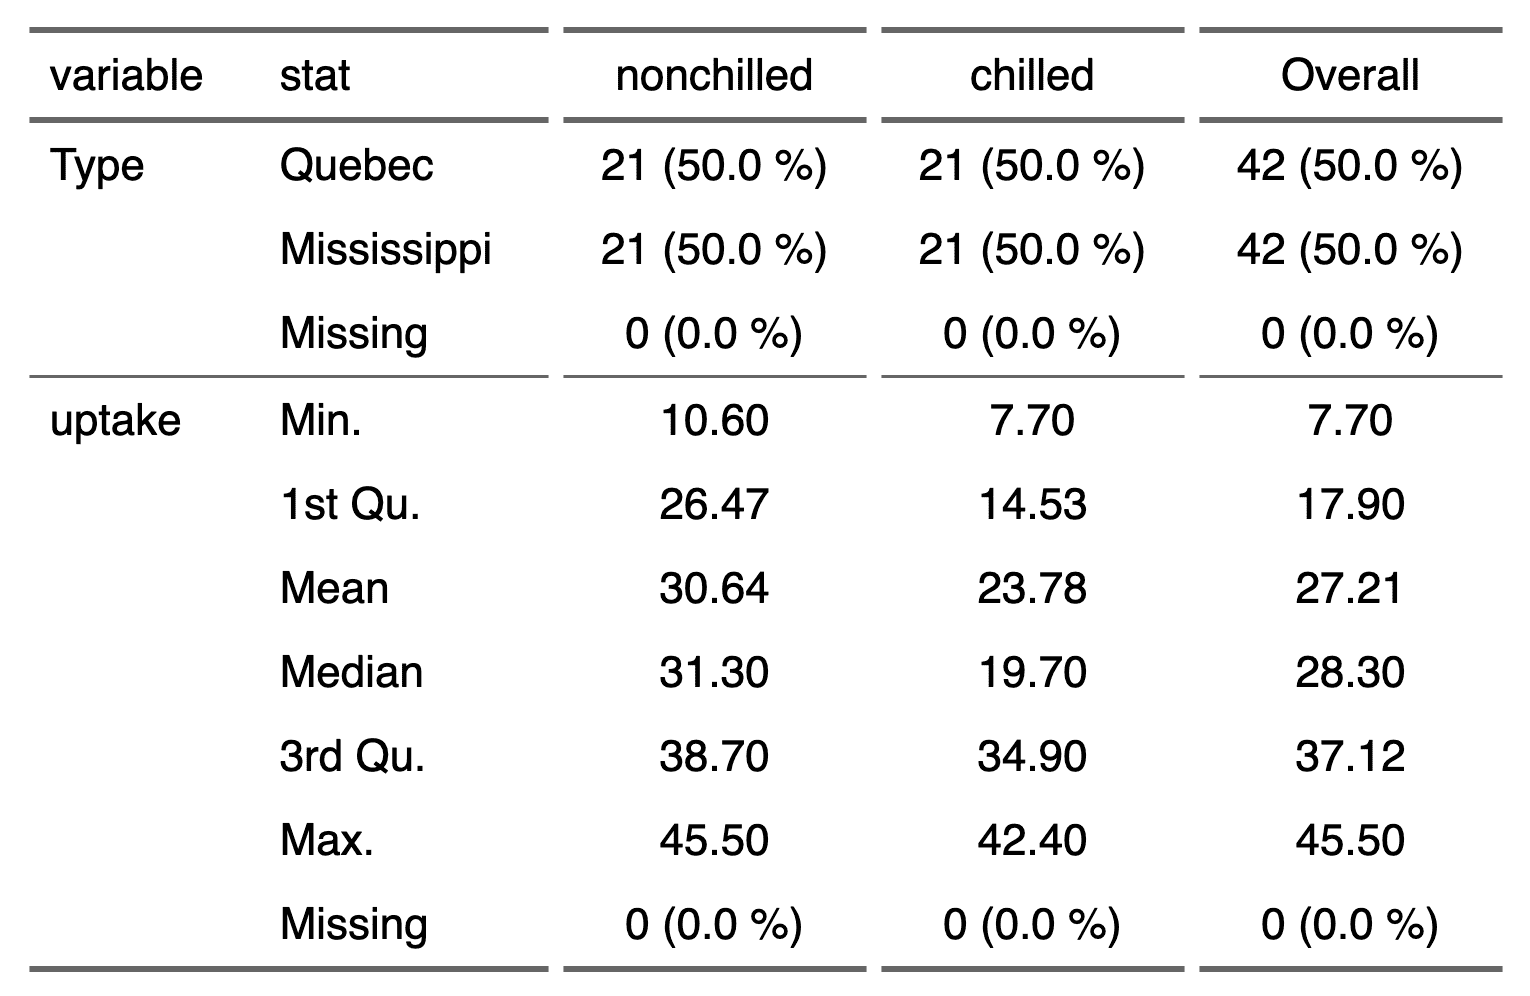 variable stat nonchilled chilled Overall
Type Quebec 21 (50.0 %) 21 (50.0 %) 42 (50.0 %)
Mississippi 21 (50.0 %) 21 (50.0 %) 42 (50.0 %)
Missing 0 (0.0 %) 0 (0.0 %) 0 (0.0 %)
uptake Min. 10.60 7.70 7.70
1st Qu. 26.47 14.53 17.90
Mean 30.64 23.78 27.21
Median 31.30 19.70 28.30
3rd Qu. 38.70 34.90 37.12
Max. 45.50 42.40 45.50
Missing 0 (0.0 %) 0 (0.0 %) 0 (0.0 %)